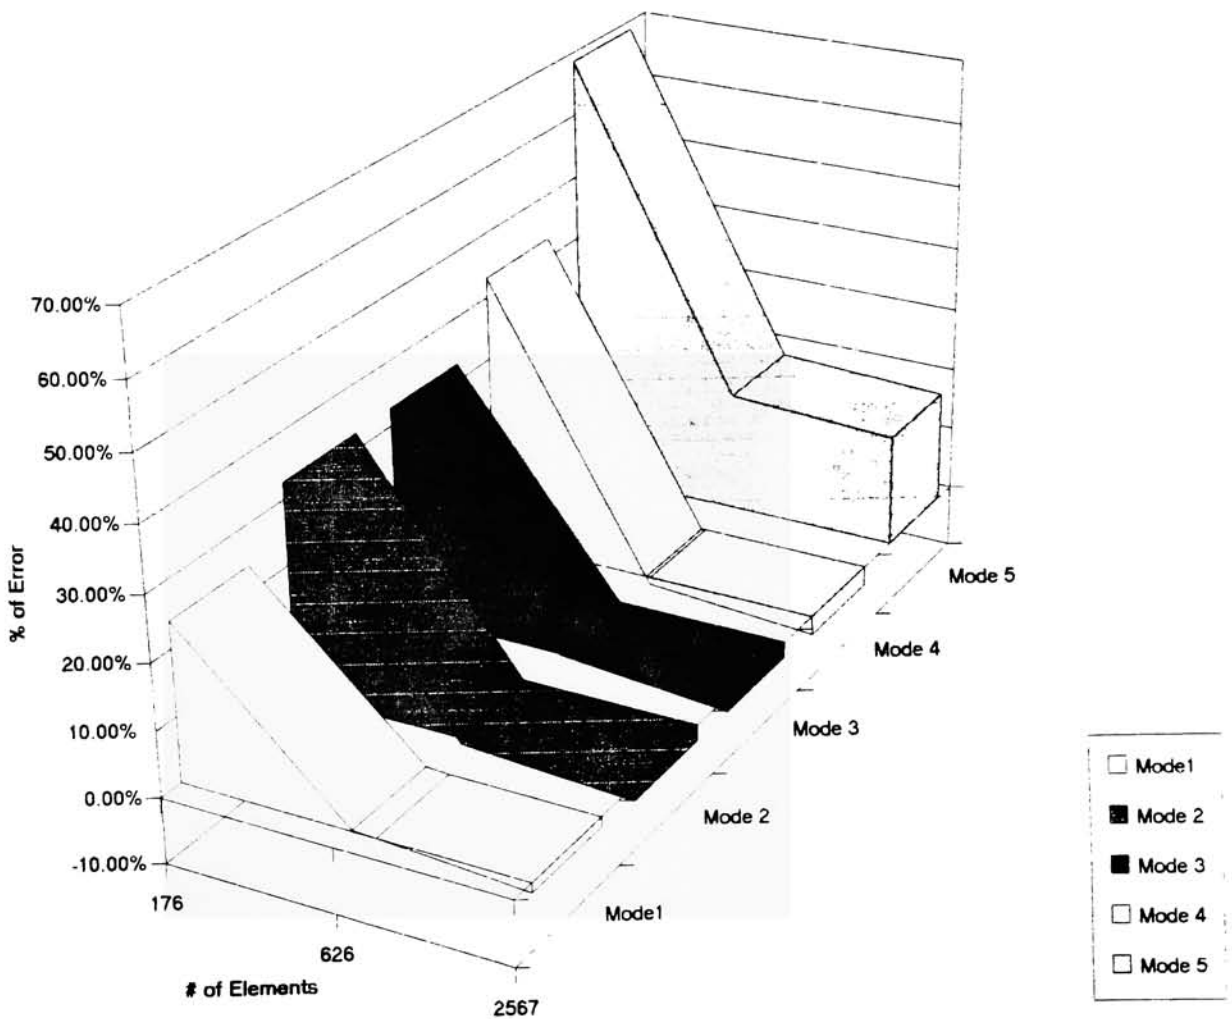 70.00%
60.00%
50.00%
40.00%
30.00%
20.00%
10.00%
0.00%
-10.00%
% of Error
176
626
2567
# of Elements
Mode1
Mode 2
Mode 3
Mode 4
Mode 5
Mode1
Mode 2
Mode 3
Mode 4
Mode 5